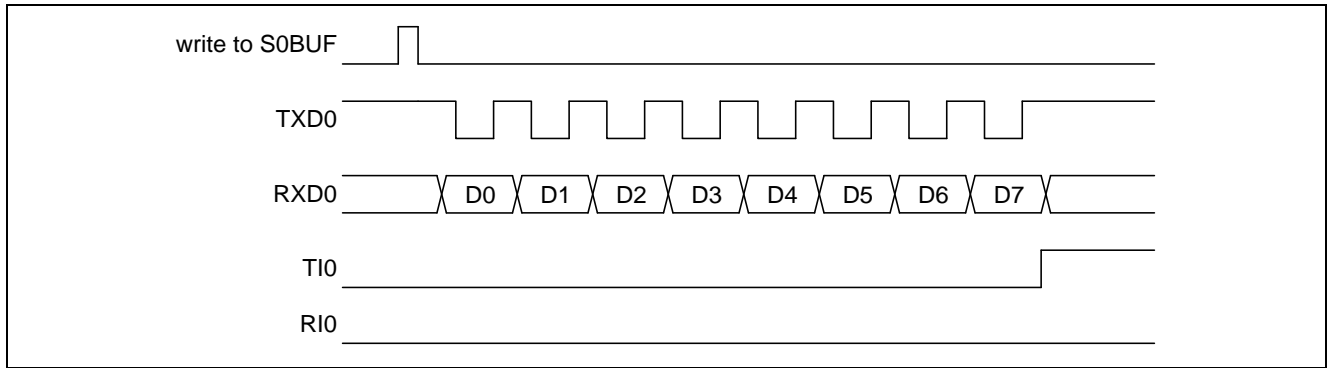 write to S0BUF
TXD0
RXD0 D0 D1 D2 D3 D4 D5 D6 D7
TI0
RI0